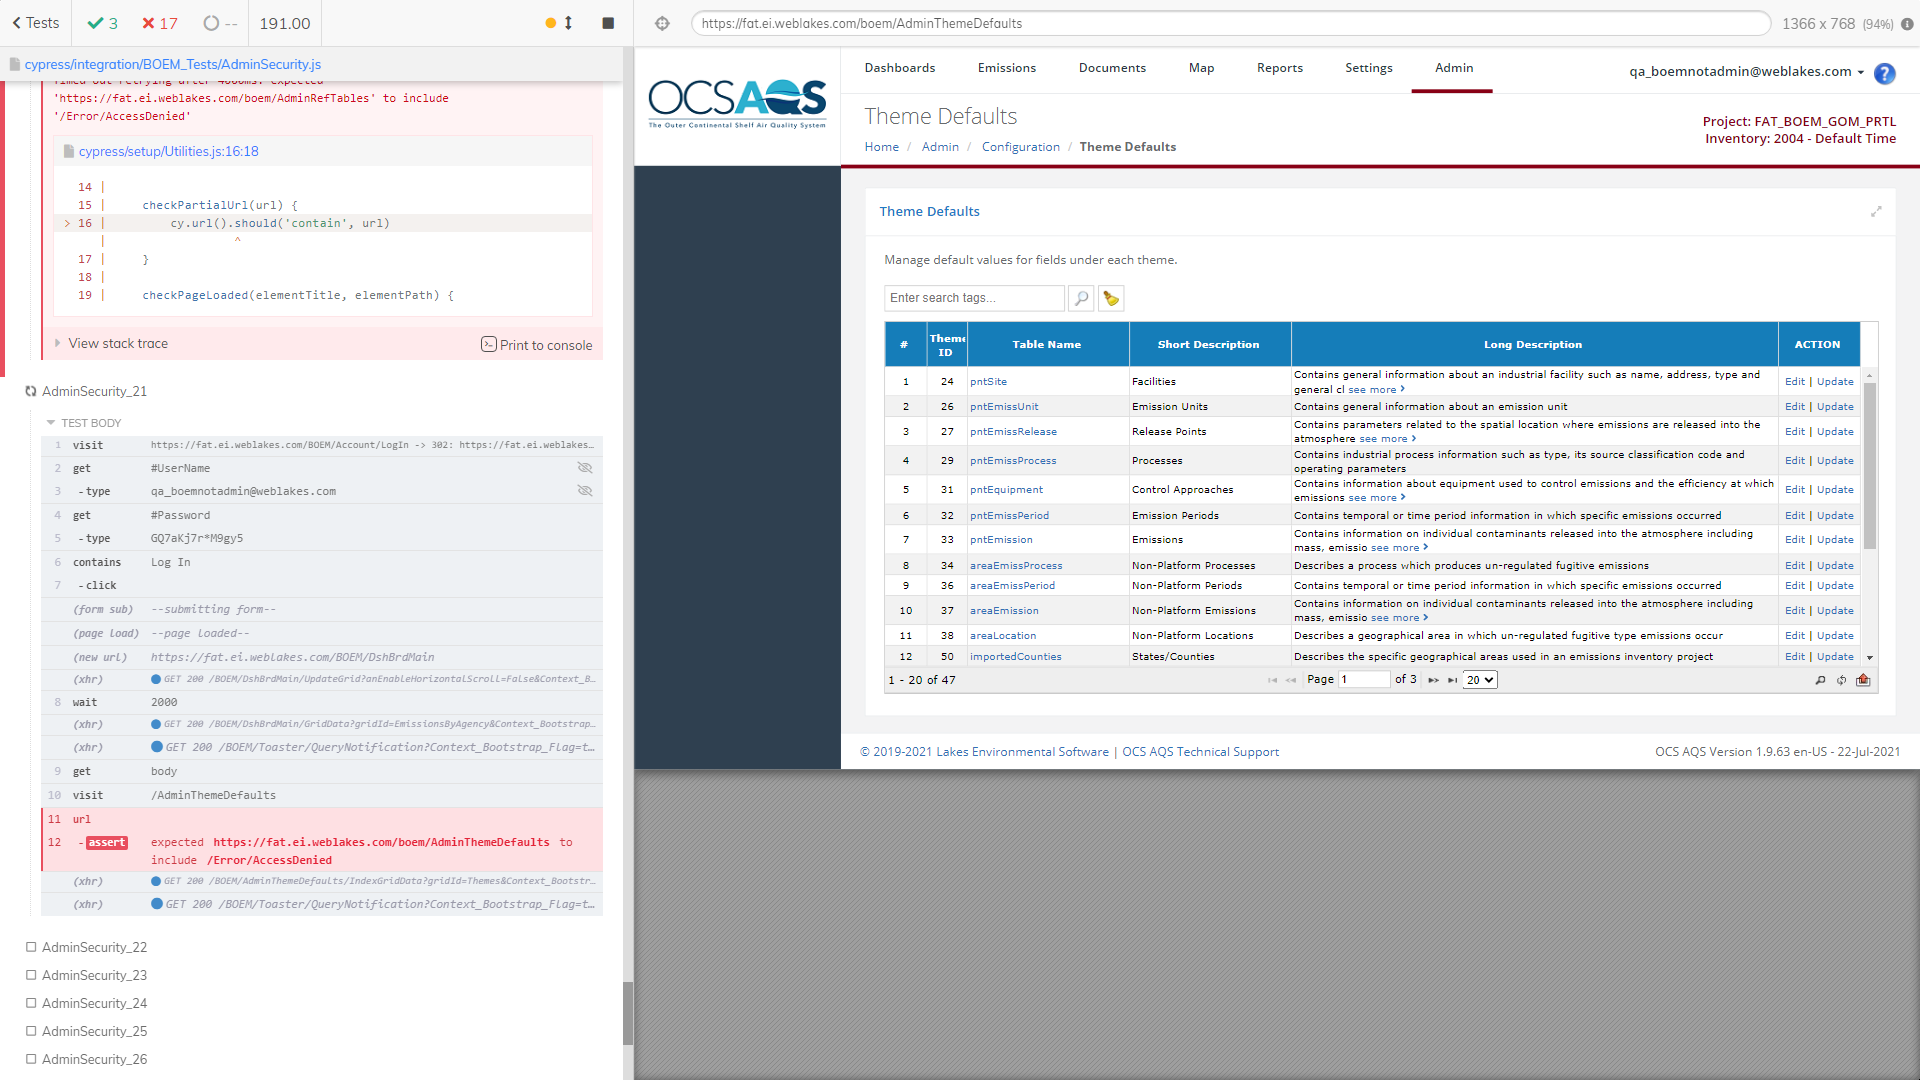 Tests
3
17
--
191.00
cypress/integration/BOEM_Tests/AdminSecurity.js
Timed out retrying after 4000ms: expected
'https://fat.ei.weblakes.com/boem/AdminRefTables' to include
'/Error/AccessDenied'
cypress/setup/Utilities.js:16:18
14 |
15 | checkPartialUrl(url) {
> 16 | cy.url().should('contain', url)
| ^
17 | }
18 |
19 | checkPageLoaded(elementTitle, elementPath) {
View stack trace
Print to console
AdminSecurity_21
TEST BODY
1 visit https://fat.ei.weblakes.com/BOEM/Account/LogIn -> 302: https://fat.ei.weblakes...
2 get #UserName
3 -type qa_boemnotadmin@weblakes.com
4 get #Password
5 -type GQ7aKj7r*M9gy5
6 contains Log In
7 -click
(form sub) --submitting form--
(page load) --page loaded--
(new url) https://fat.ei.weblakes.com/BOEM/DshBrdMain
(xhr) GET 200 /BOEM/DshBrdMain/UpdateGrid?anEnableHorizontalScroll=False&Context_B...
8 wait 2000
(xhr) GET 200 /BOEM/DshBrdMain/GridData?gridId=EmissionsByAgency&Context_Bootstrap...
(xhr) GET 200 /BOEM/Toaster/QueryNotification?Context_Bootstrap_Flag=t...
9 get body
10 visit /AdminThemeDefaults
11 url
12 -assert expected https://fat.ei.weblakes.com/boem/AdminThemeDefaults to
include /Error/AccessDenied
(xhr) GET 200 /BOEM/AdminThemeDefaults/IndexGridData?gridId=Themes&Context_Bootstr...
(xhr) GET 200 /BOEM/Toaster/QueryNotification?Context_Bootstrap_Flag=t...
AdminSecurity_22
AdminSecurity_23
AdminSecurity_24
AdminSecurity_25
AdminSecurity_26
https://fat.ei.weblakes.com/boem/AdminThemeDefaults
1366 x 768 (94%)
OCSAQS
The Outer Continental Shelf Air Quality System
Dashboards Emissions Documents Map Reports Settings Admin
qa_boemnotadmin@weblakes.com
?
Theme Defaults
Home / Admin / Configuration / Theme Defaults
Project: FAT_BOEM_GOM_PRTL
Inventory: 2004 - Default Time
Theme Defaults
Manage default values for fields under each theme.
Enter search tags...
# Theme ID Table Name Short Description Long Description ACTION
1 24 pntSite Facilities Contains general information about an industrial facility such as name, address, type and general cl see more Edit | Update
2 26 pntEmissUnit Emission Units Contains general information about an emission unit Edit | Update
3 27 pntEmissRelease Release Points Contains parameters related to the spatial location where emissions are released into the atmosphere see more Edit | Update
4 29 pntEmissProcess Processes Contains industrial process information such as type, its source classification code and operating parameters Edit | Update
5 31 pntEquipment Control Approaches Contains information about equipment used to control emissions and the efficiency at which emissions see more Edit | Update
6 32 pntEmissPeriod Emission Periods Contains temporal or time period information in which specific emissions occurred Edit | Update
7 33 pntEmission Emissions Contains information on individual contaminants released into the atmosphere including mass, emissio see more Edit | Update
8 34 areaEmissProcess Non-Platform Processes Describes a process which produces un-regulated fugitive emissions Edit | Update
9 36 areaEmissPeriod Non-Platform Periods Contains temporal or time period information in which specific emissions occurred Edit | Update
10 37 areaEmission Non-Platform Emissions Contains information on individual contaminants released into the atmosphere including mass, emissio see more Edit | Update
11 38 areaLocation Non-Platform Locations Describes a geographical area in which un-regulated fugitive type emissions occur Edit | Update
12 50 importedCounties States/Counties Describes the specific geographical areas used in an emissions inventory project Edit | Update
1 - 20 of 47
Page 1 of 3
20
© 2019-2021 Lakes Environmental Software | OCS AQS Technical Support
OCS AQS Version 1.9.63 en-US - 22-Jul-2021